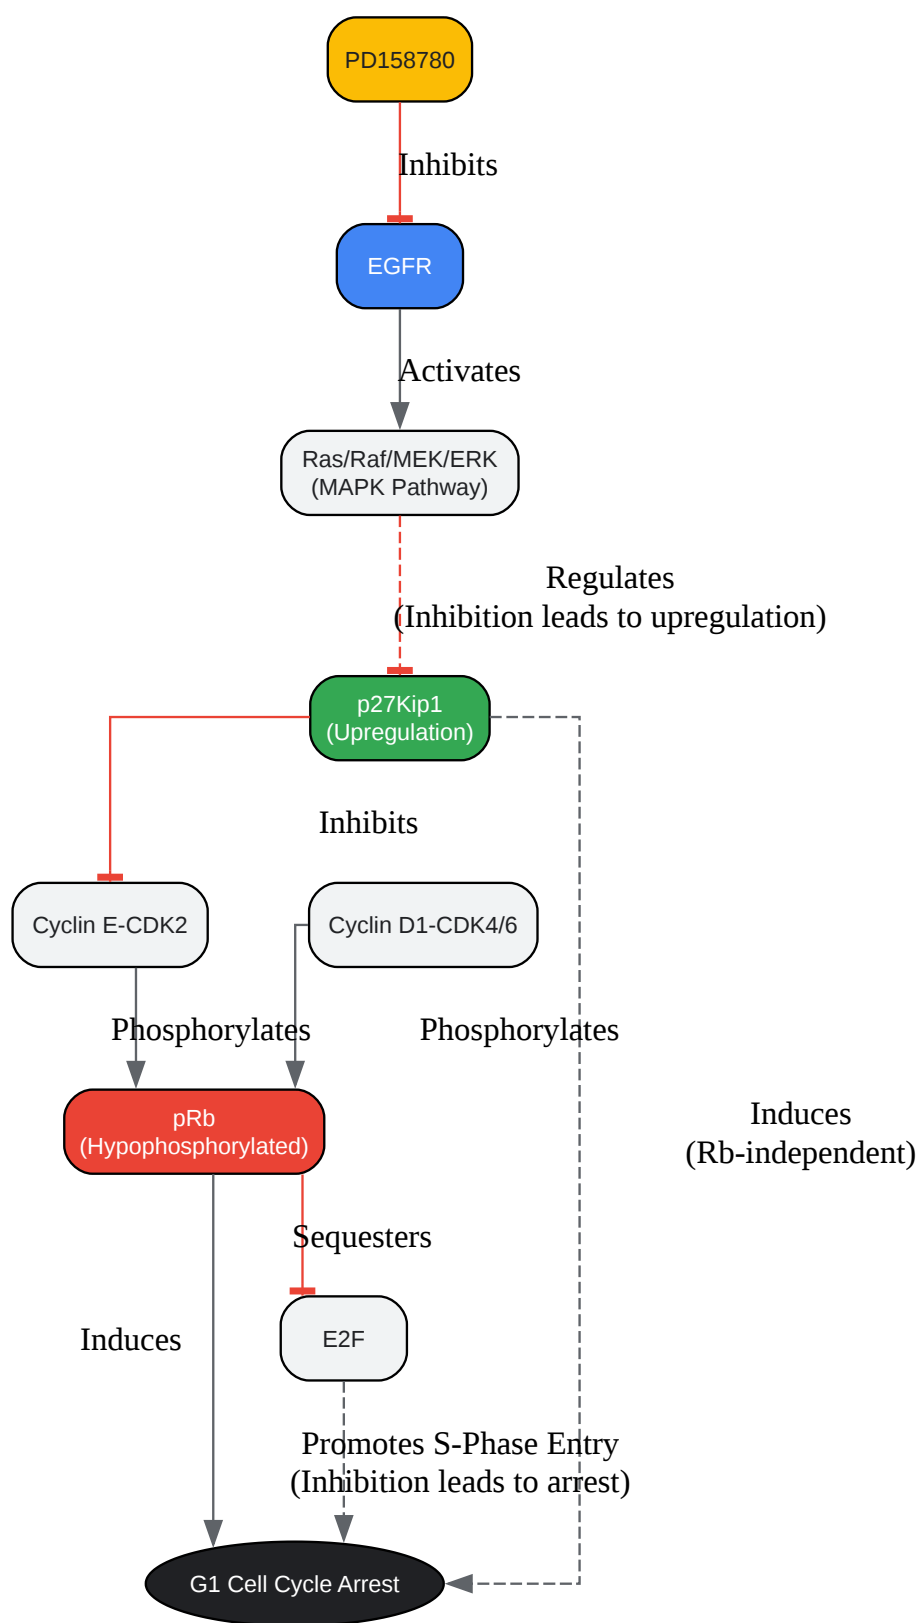 PD158780
Inhibits
EGFR
Activates
Ras/Raf/MEK/ERK
(MAPK Pathway)
Regulates
(Inhibition leads to upregulation)
p27Kip1
(Upregulation)
Inhibits
Cyclin E-CDK2
Cyclin D1-CDK4/6
Phosphorylates
Phosphorylates
pRb
(Hypophosphorylated)
Induces
(Rb-independent)
Sequesters
Induces
E2F
Promotes S-Phase Entry
(Inhibition leads to arrest)
G1 Cell Cycle Arrest